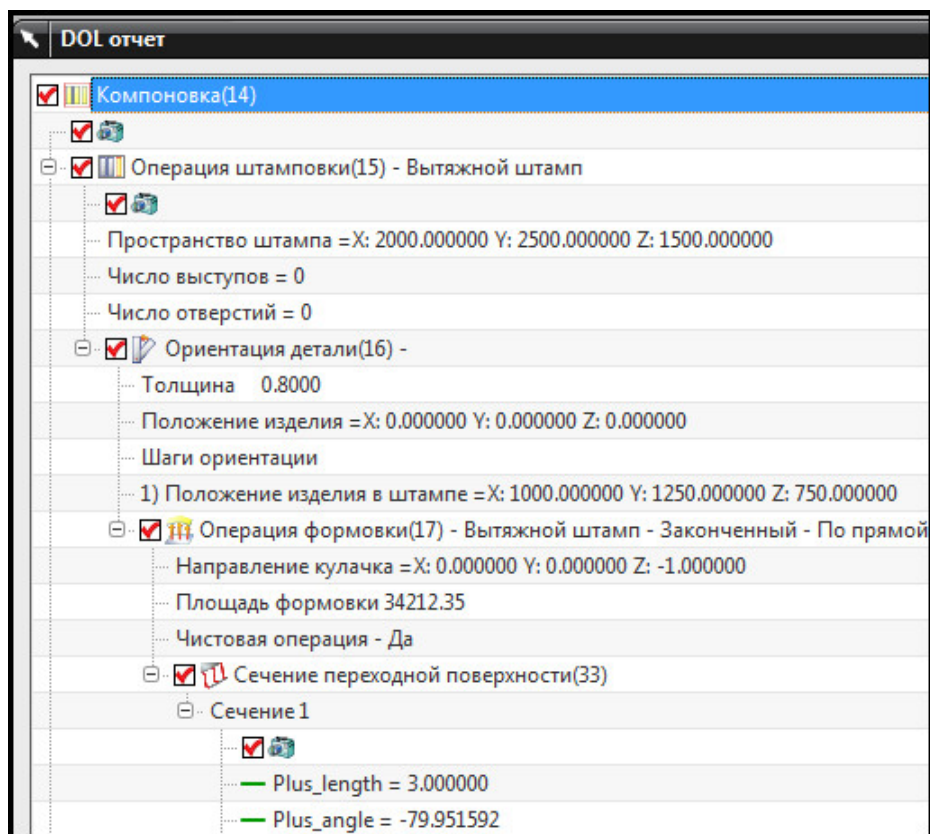 DOL отчет
Компоновка(14)
Операция штамповки(15) - Вытяжной штамп
Пространство штампа =X: 2000.000000 Y: 2500.000000 Z: 1500.000000
Число выступов = 0
Число отверстий = 0
Ориентация детали(16) -
Толщина 0.8000
Положение изделия =X: 0.000000 Y: 0.000000 Z: 0.000000
Шаги ориентации
1) Положение изделия в штампе =X: 1000.000000 Y: 1250.000000 Z: 750.000000
Операция формовки(17) - Вытяжной штамп - Законченный - По прямой
Направление кулачка =X: 0.000000 Y: 0.000000 Z: -1.000000
Площадь формовки 34212.35
Чистовая операция - Да
Сечение переходной поверхности(33)
Сечение 1
Plus_length = 3.000000
Plus_angle = -79.951592